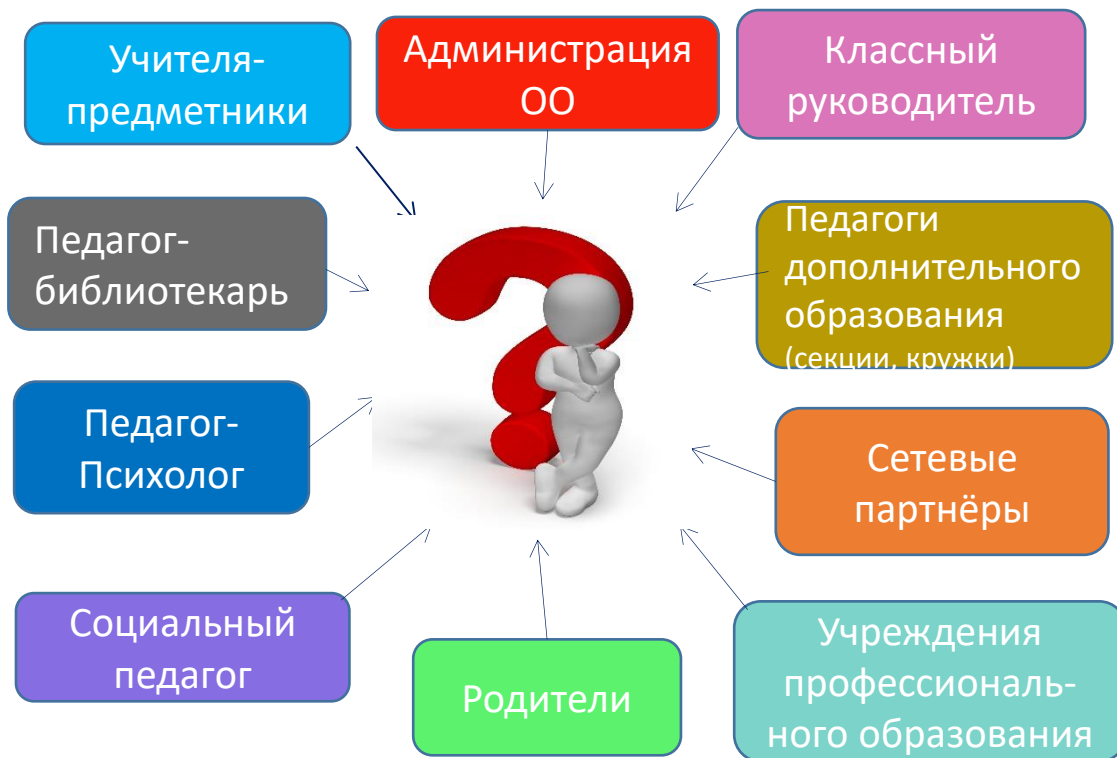 Учителя-
предметники
Администрация
ОО
Классный
руководитель
Педагог-
библиотекарь
Педагоги
дополнительного
образования
(секции, кружки)
Педагог-
Психолог
Сетевые
партнёры
Социальный
педагог
Родители
Учреждения
профессиональ-
ного образования